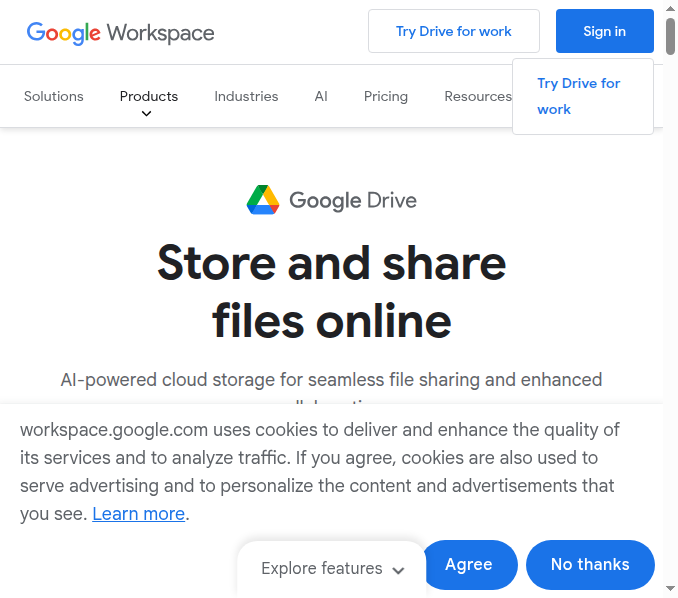 Google Workspace
Try Drive for work
Sign in
Try Drive for
work
Solutions
Products
Industries
AI
Pricing
Resources
Google Drive
Store and share
files online
AI-powered cloud storage for seamless file sharing and enhanced
workspace.google.com uses cookies to deliver and enhance the quality of
its services and to analyze traffic. If you agree, cookies are also used to
serve advertising and to personalize the content and advertisements that
you see. Learn more.
Explore features
Agree
No thanks